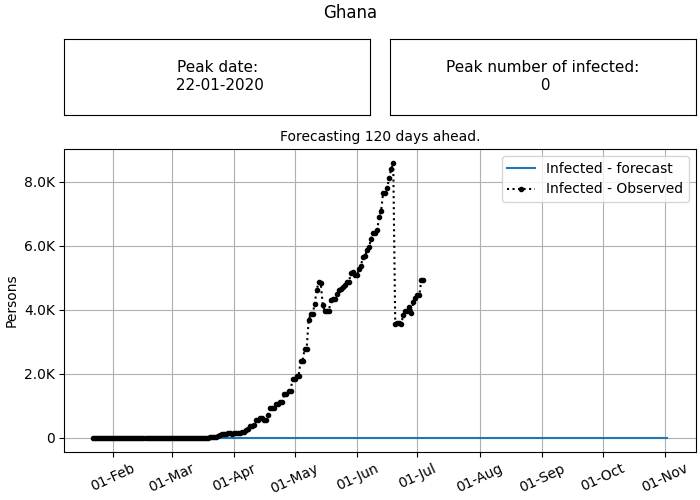 Ghana
Peak date:
22-01-2020
Peak number of infected:
0
Forecasting 120 days ahead.
Infected - forecast
Infected - Observed
8.0K
6.0K
4.0K
2.0K
0
Persons
01-Feb
01-Mar
01-Apr
01-May
01-Jun
01-Jul
01-Aug
01-Sep
01-Oct
01-Nov